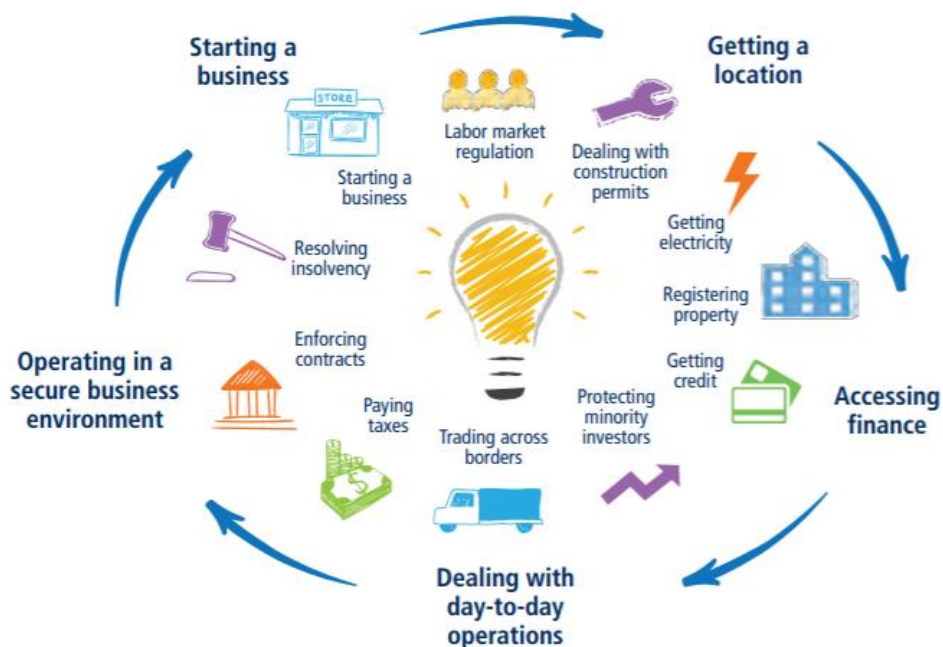 Starting a
business
Getting a
location
STORE
Labor market
regulation
Dealing with
construction
permits
Starting a
business
Getting
electricity
Resolving
insolvency
Registering
property
Enforcing
contracts
Getting
credit
Operating in a
secure business
environment
Accessing
finance
Paying
taxes
Protecting
minority
investors
Trading across
borders
$
Dealing with
day-to-day
operations